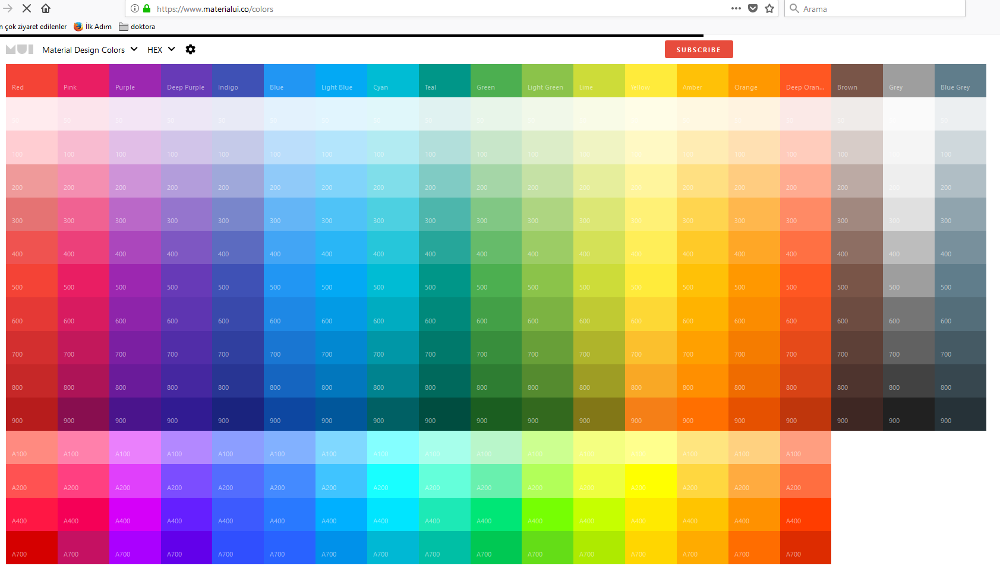 https://www.materialui.co/colors
Arama
n çok ziyaret edilenler İlk Adım doktora
MUI Material Design Colors HEX SUBSCRIBE
Red Pink Purple Deep Purple Indigo Blue Light Blue Cyan Teal Green Light Green Lime Yellow Amber Orange Deep Oran... Brown Grey Blue Grey
50 50 50 50 50 50 50 50 50 50 50 50 50 50 50 50 50 50 50
100 100 100 100 100 100 100 100 100 100 100 100 100 100 100 100 100 100 100
200 200 200 200 200 200 200 200 200 200 200 200 200 200 200 200 200 200 200
300 300 300 300 300 300 300 300 300 300 300 300 300 300 300 300 300 300 300
400 400 400 400 400 400 400 400 400 400 400 400 400 400 400 400 400 400 400
500 500 500 500 500 500 500 500 500 500 500 500 500 500 500 500 500 500 500
600 600 600 600 600 600 600 600 600 600 600 600 600 600 600 600 600 600 600
700 700 700 700 700 700 700 700 700 700 700 700 700 700 700 700 700 700 700
800 800 800 800 800 800 800 800 800 800 800 800 800 800 800 800 800 800 800
900 900 900 900 900 900 900 900 900 900 900 900 900 900 900 900 900 900 900
A100 A100 A100 A100 A100 A100 A100 A100 A100 A100 A100 A100 A100 A100 A100 A100
A200 A200 A200 A200 A200 A200 A200 A200 A200 A200 A200 A200 A200 A200 A200 A200
A400 A400 A400 A400 A400 A400 A400 A400 A400 A400 A400 A400 A400 A400 A400 A400
A700 A700 A700 A700 A700 A700 A700 A700 A700 A700 A700 A700 A700 A700 A700 A700